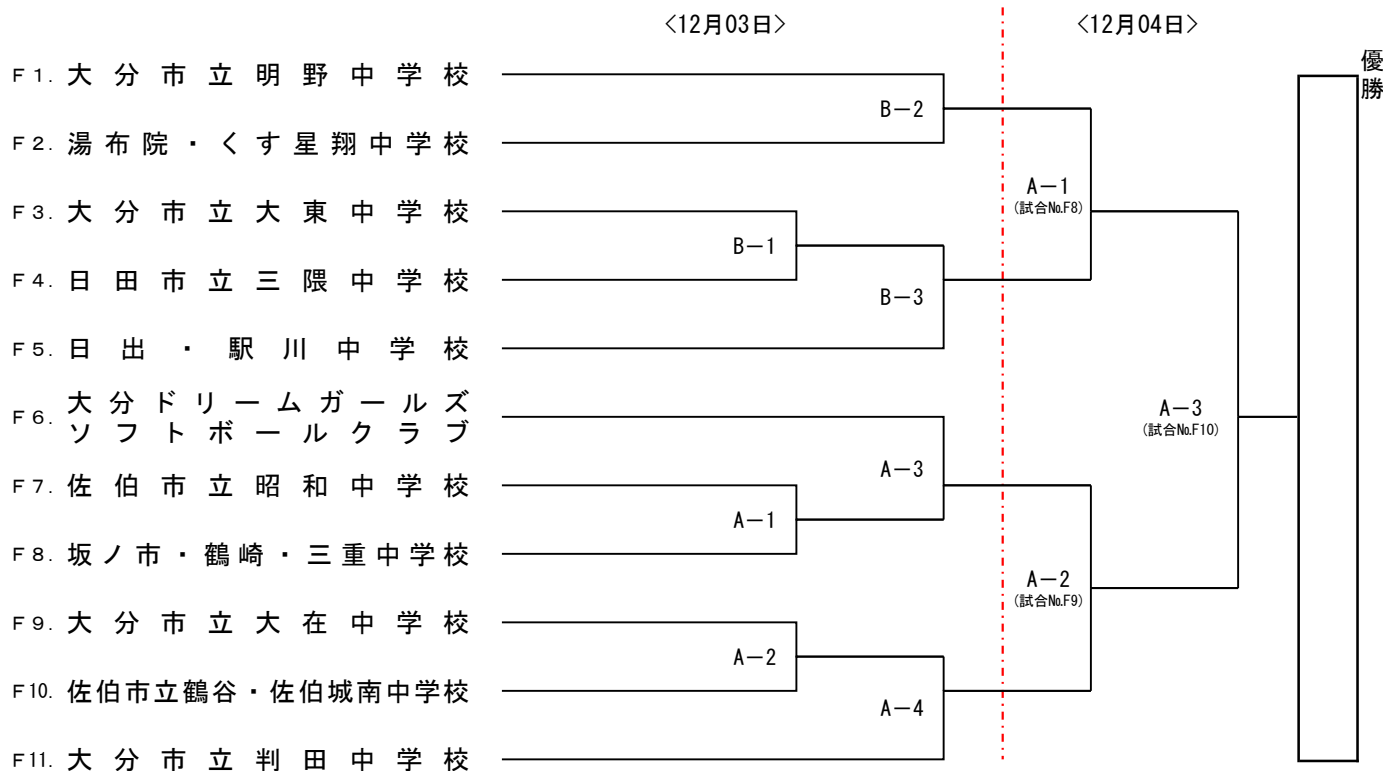 <12月03日>
<12月04日>
優勝
F1. 大分市立明野中学校
F2. 湯布院・くす星翔中学校
F3. 大分市立大東中学校
F4. 日田市立三隈中学校
F5. 日出・駅川中学校
F6. 大分ドリームガールズ
ソフトボールクラブ
F7. 佐伯市立昭和中学校
F8. 坂ノ市・鶴崎・三重中学校
F9. 大分市立大在中学校
F10. 佐伯市立鶴谷・佐伯城南中学校
F11. 大分市立判田中学校
B−2
B−1
B−3
A−3
A−1
A−2
A−4
A−1
(試合№F8)
A−2
(試合№F9)
A−3
(試合№F10)